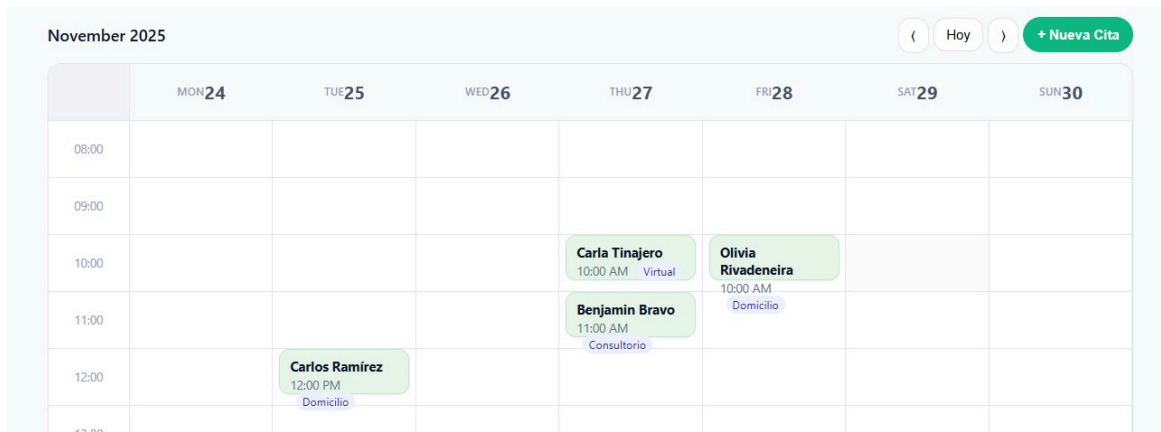 November 2025
⟨ Hoy ⟩ + Nueva Cita
MON24 TUE25 WED26 THU27 FRI28 SAT29 SUN30
08:00
09:00
10:00
Carla Tinajero
10:00 AM Virtual
Olivia
Rivadeneira
10:00 AM
Domicilio
11:00
Benjamin Bravo
11:00 AM
Consultorio
12:00
Carlos Ramírez
12:00 PM
Domicilio